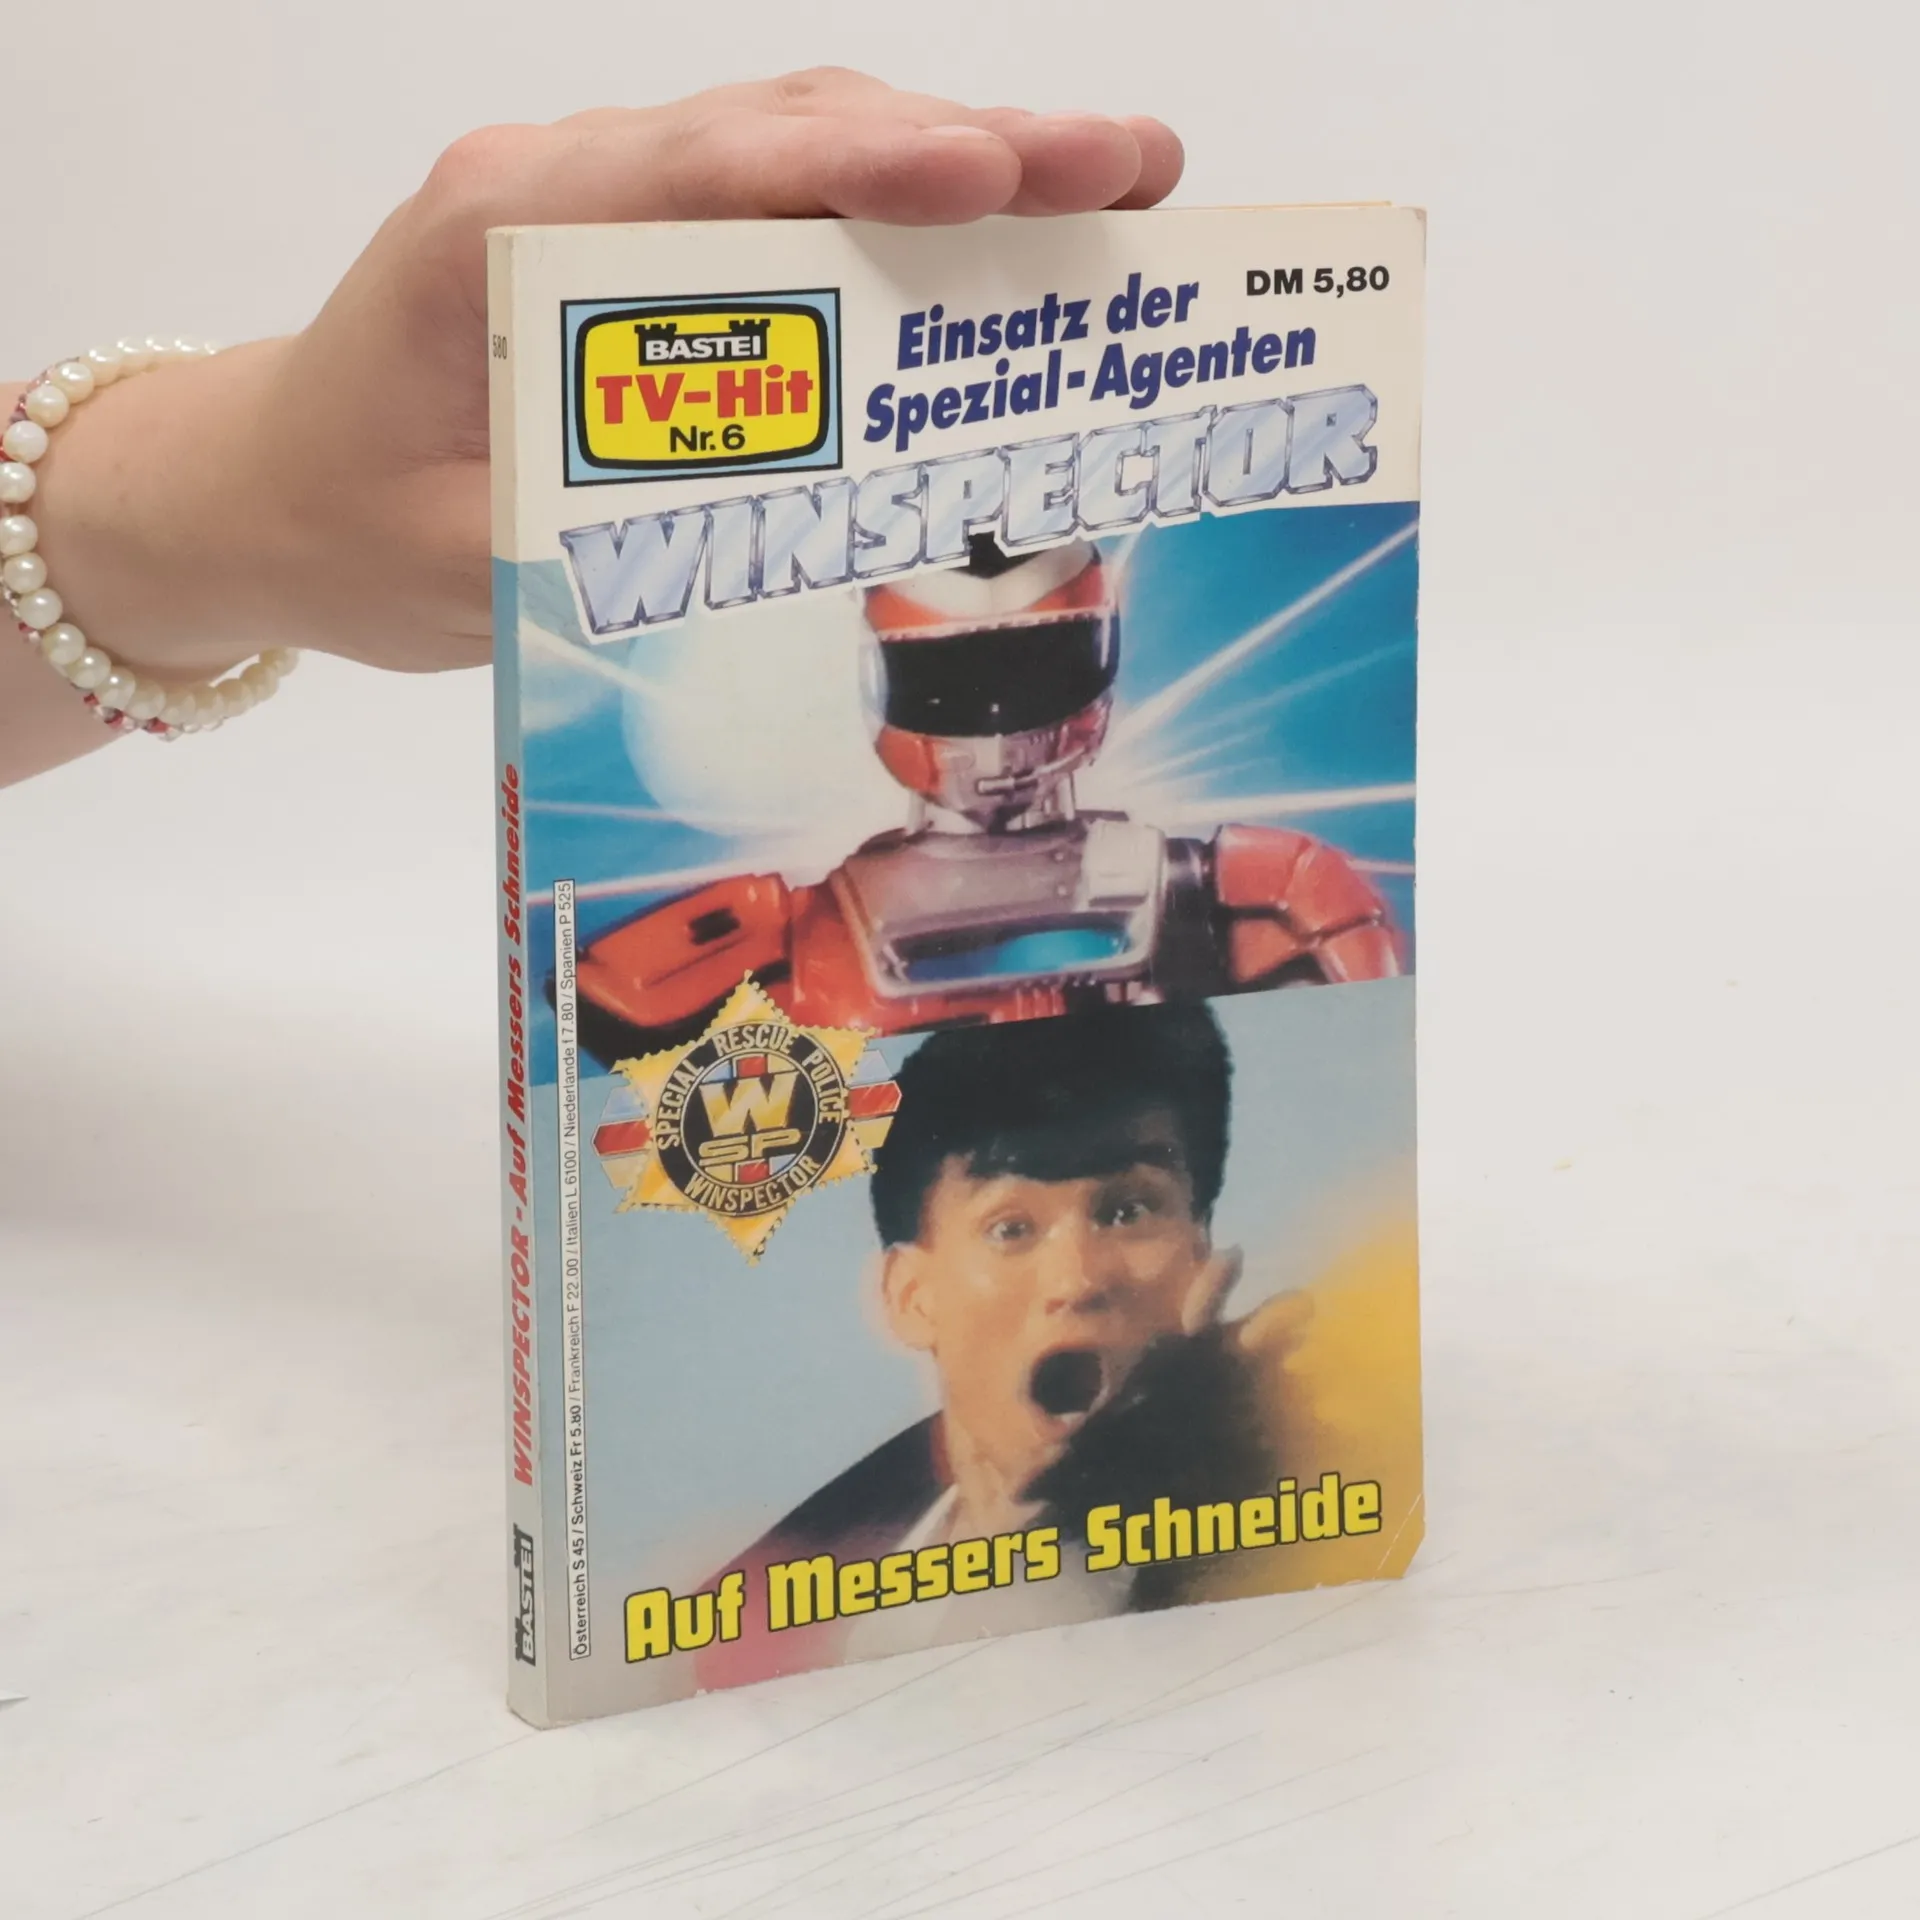 BASTEI
TV-Hit
Nr. 6
Einsatz der
Spezial-Agenten
DM 5,80
WINSPECTOR
SPECIAL RESCUE POLICE
W
SP
WINSPECTOR
Auf Messers Schneide
Österreich S 45 / Schweiz Fr 5.80 / Frankreich F 22.00 / Italien L 6100 / Niederlande f 7.80 / Spanien P 525
580
WINSPECTOR - Auf Messers Schneide
BASTEI